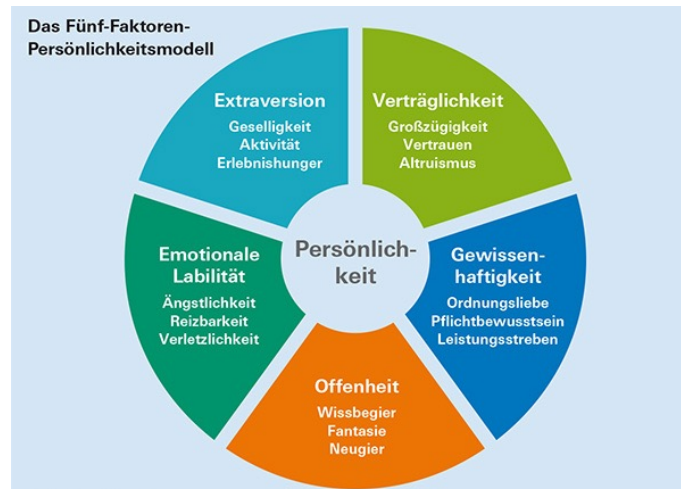 Das Fünf-Faktoren-
Persönlichkeitsmodell
Extraversion
Geselligkeit
Aktivität
Erlebnishunger
Verträglichkeit
Großzügigkeit
Vertrauen
Altruismus
Emotionale
Labilität
Ängstlichkeit
Reizbarkeit
Verletzlichkeit
Persönlich-
keit
Gewissen-
haftigkeit
Ordnungsliebe
Pflichtbewusstsein
Leistungsstreben
Offenheit
Wissbegier
Fantasie
Neugier